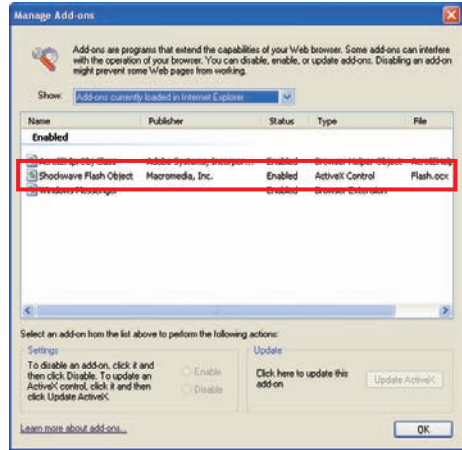 Manage Add-ons
Add-ons are programs that extend the capabilities of your Web browser. Some add-ons can interfere
with the operation of your browser. You can disable, enable, or update add-ons. Disabling an add-on
might prevent some Web pages from working.
Show: Add-ons currently loaded in Internet Explorer
Name Publisher Status Type File
Enabled
Adobe Systems, Incorpor... Enabled Browser Helper Object
Shockwave Flash Object Macromedia, Inc. Enabled ActiveX Control Flash.ocx
Windows Messenger Enabled Browser Extension
Select an add-on from the list above to perform the following actions:
Settings
To disable an add-on, click it and
then click Disable. To update an
ActiveX control, click it and then
click Update ActiveX.
Enable
Disable
Update
Click here to update this
add-on
Update ActiveX
Learn more about add-ons...
OK